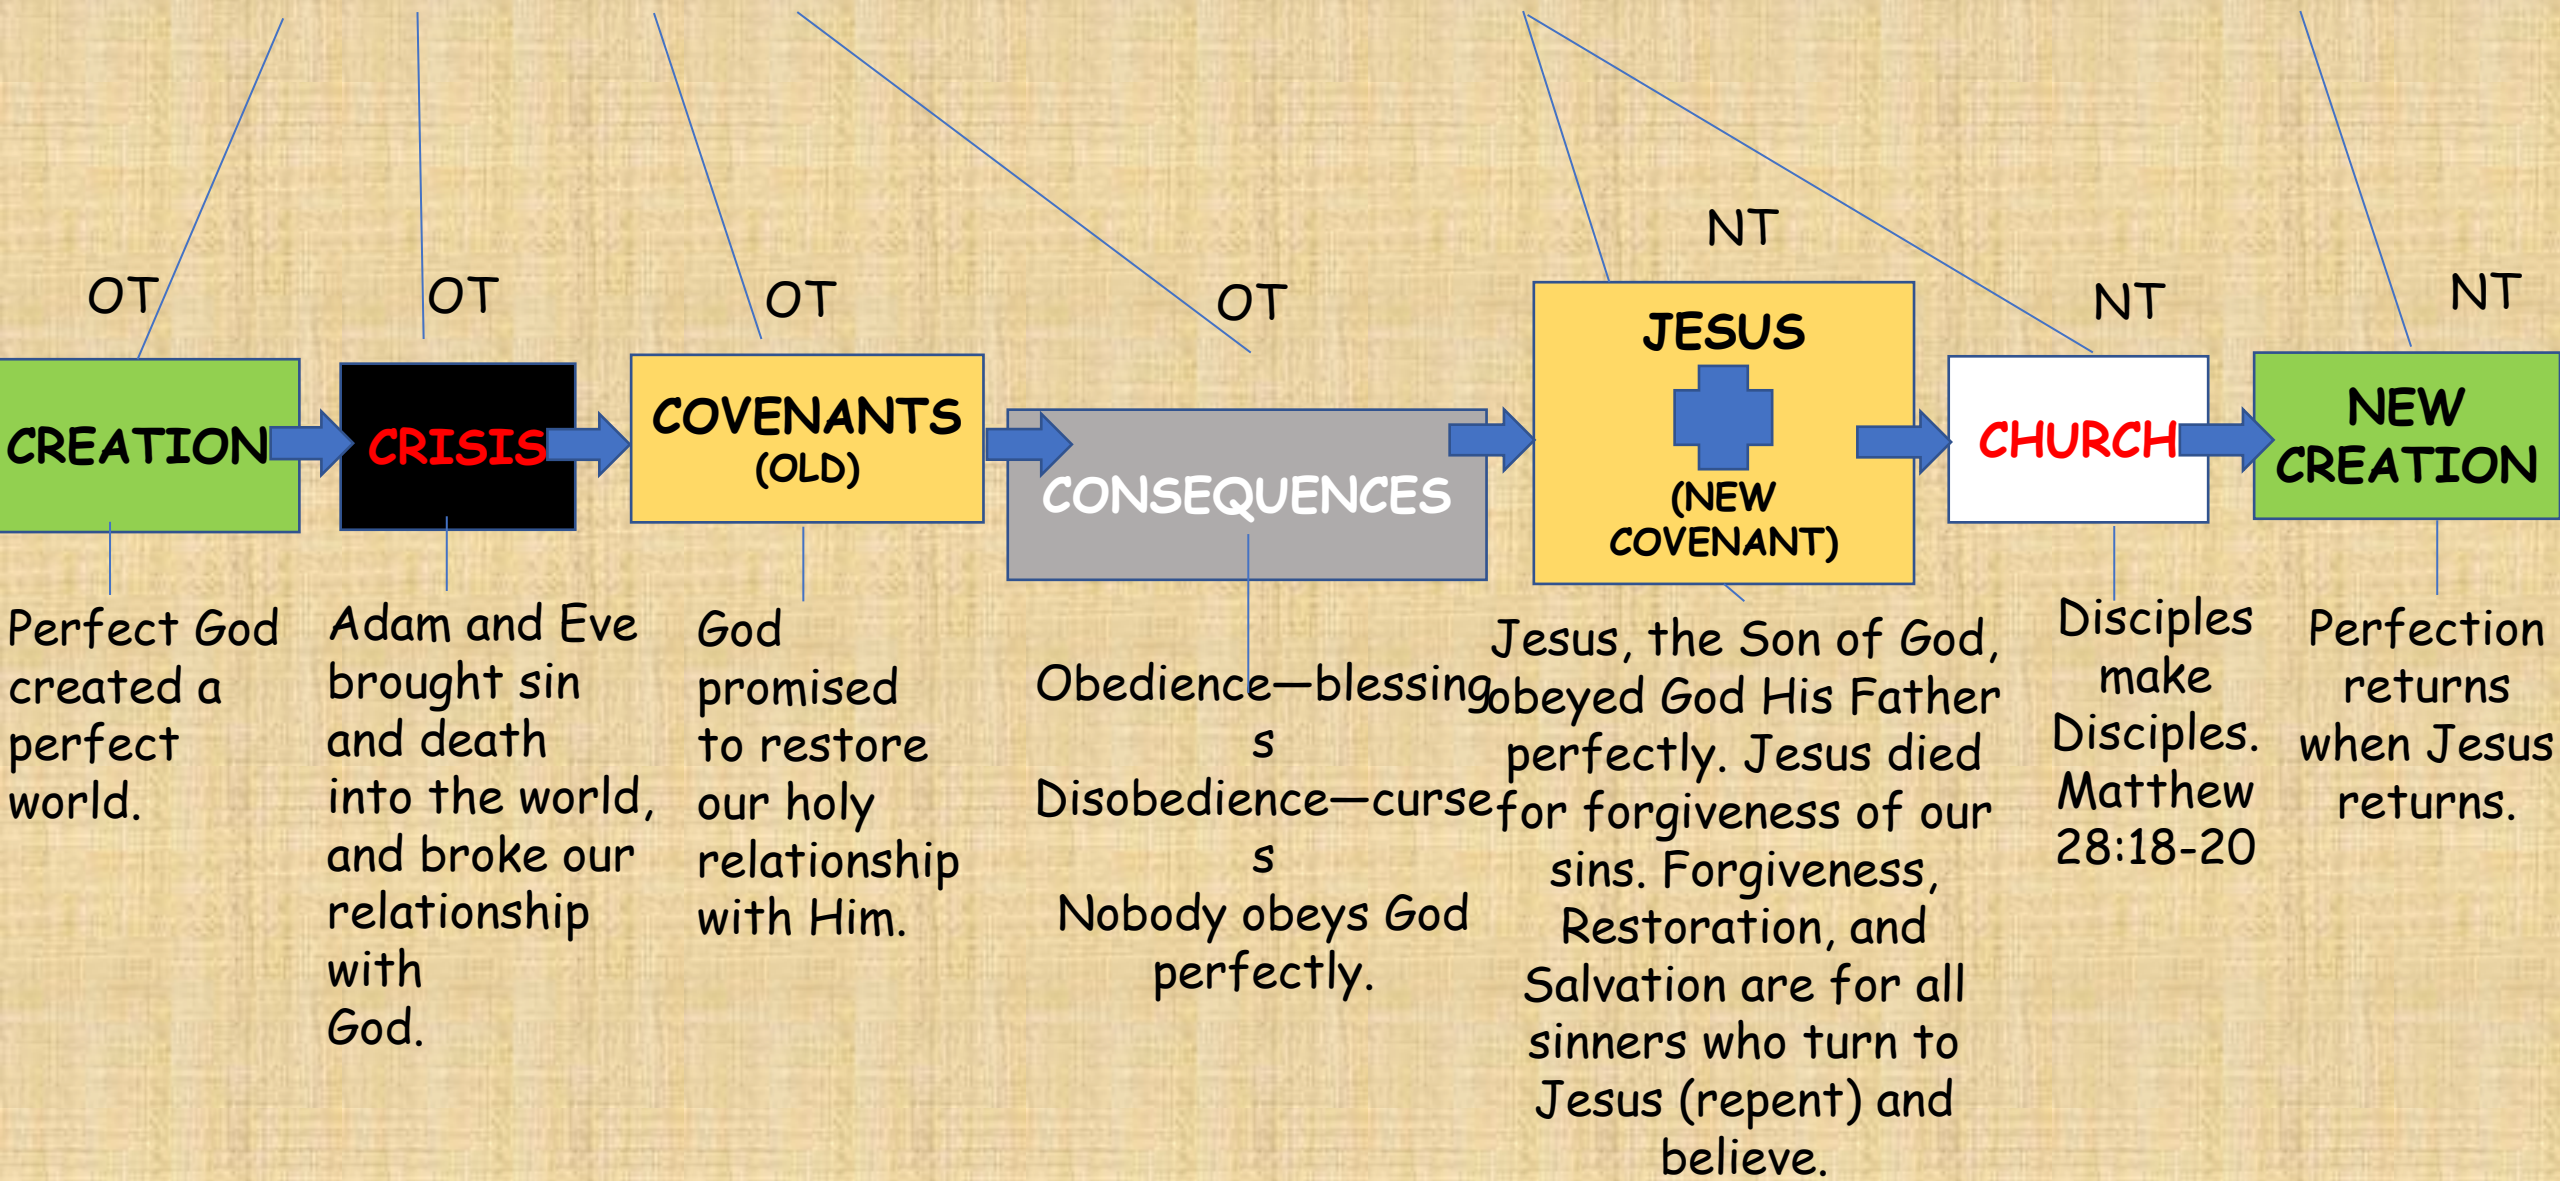 OT
OT
OT
OT
NT
NT
NT
CREATION
CRISIS
COVENANTS
(OLD)
CONSEQUENCES
JESUS
(NEW
COVENANT)
CHURCH
NEW
CREATION
Perfect God
created a
perfect
world.
Adam and Eve
brought sin
and death
into the world,
and broke our
relationship
with
God.
God
promised
to restore
our holy
relationship
with Him.
Obedience—blessing
s
Disobedience—curse
s
Nobody obeys God
perfectly.
Jesus, the Son of God,
obeyed God His Father
perfectly. Jesus died
for forgiveness of our
sins. Forgiveness,
Restoration, and
Salvation are for all
sinners who turn to
Jesus (repent) and
believe.
Disciples
make
Disciples.
Matthew
28:18-20
Perfection
returns
when Jesus
returns.